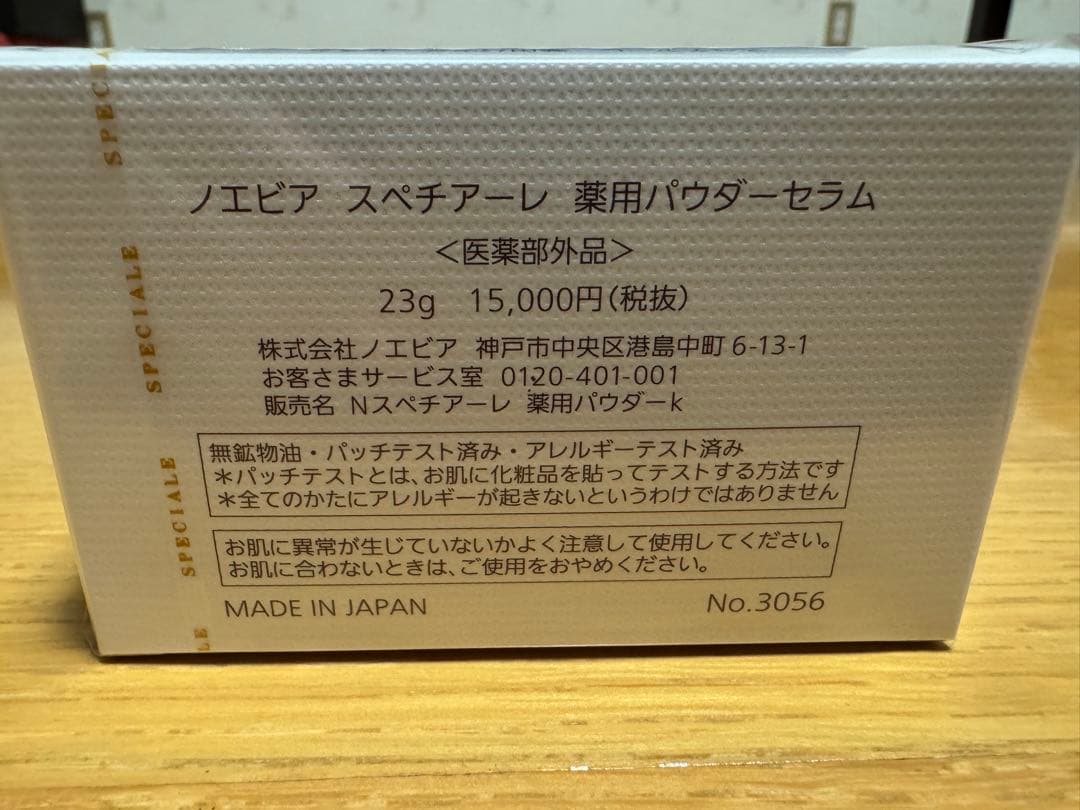 ノエビア スペチアーレ 薬用パウダーセラム
<医薬部外品>
23g 15,000円(税抜)
株式会社ノエビア 神戸市中央区港島中町6-13-1
お客さまサービス室 0120-401-001
販売名 Nスペチアーレ 薬用パウダーk
無鉱物油・パッチテスト済み・アレルギーテスト済み
*パッチテストとは、お肌に化粧品を貼ってテストする方法です
*全てのかたにアレルギーが起きないというわけではありません
お肌に異常が生じていないかよく注意して使用してください。
お肌に合わないときは、ご使用をおやめください。
MADE IN JAPAN No.3056
SPECI
SPECIALE
SPECIALE
LE